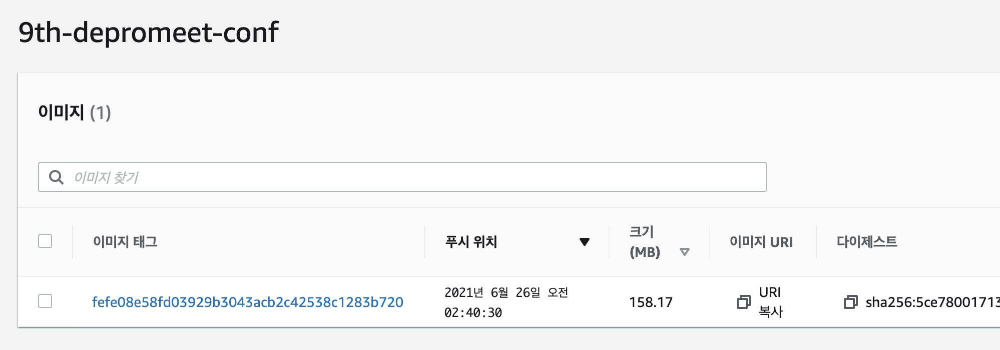 9th-depromeet-conf
이미지 (1)
이미지 찾기
이미지 태그
푸시 위치
크기
(MB)
이미지 URI
다이제스트
fefe08e58fd03929b3043acb2c42538c1283b720
2021년 6월 26일 오전
02:40:30
158.17
URI
복사
sha256:5ce78001713